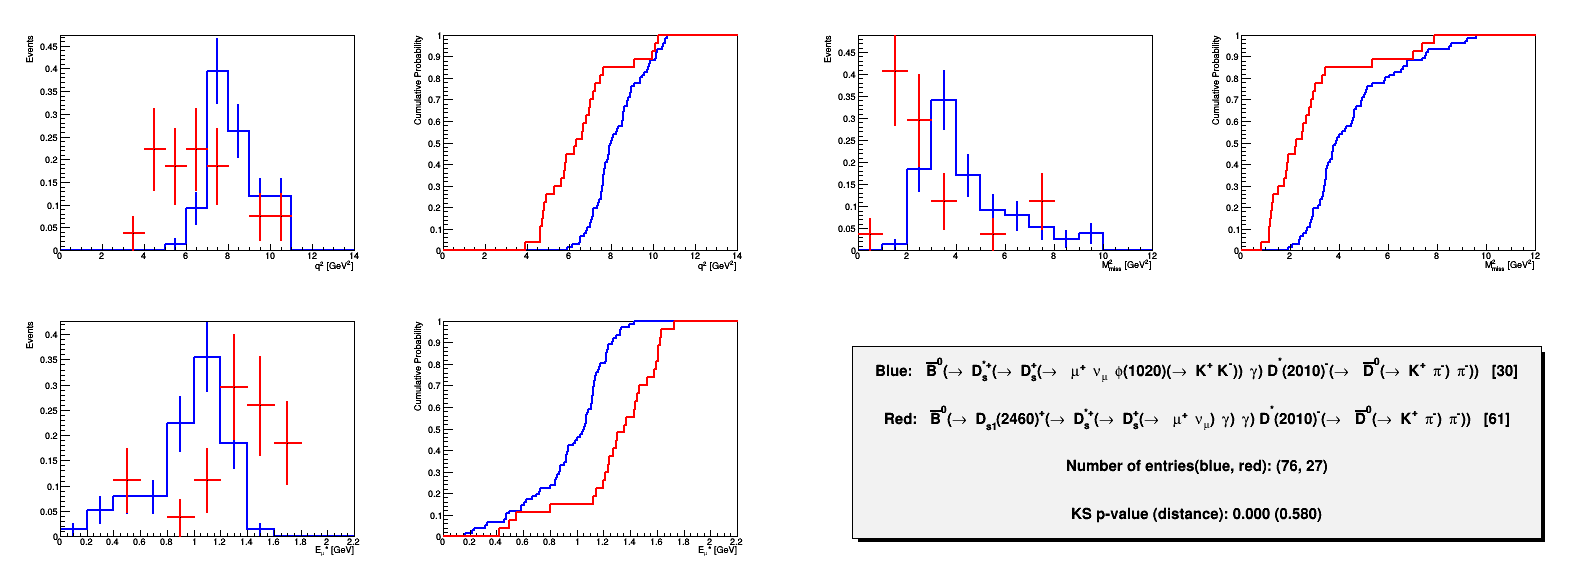 Events
0.45
0.4
0.35
0.3
0.25
0.2
0.15
0.1
0.05
0
0 2 4 6 8 10 12 14
q² [GeV²]
Cumulative Probability
1
0.9
0.8
0.7
0.6
0.5
0.4
0.3
0.2
0.1
0
0 2 4 6 8 10 12 14
q² [GeV²]
Events
0.45
0.4
0.35
0.3
0.25
0.2
0.15
0.1
0.05
0
0 2 4 6 8 10 12
M²miss [GeV²]
Cumulative Probability
1
0.9
0.8
0.7
0.6
0.5
0.4
0.3
0.2
0.1
0
0 2 4 6 8 10 12
M²miss [GeV²]
Events
0.4
0.35
0.3
0.25
0.2
0.15
0.1
0.05
0
0 0.2 0.4 0.6 0.8 1 1.2 1.4 1.6 1.8 2 2.2
Eμ* [GeV]
Cumulative Probability
1
0.9
0.8
0.7
0.6
0.5
0.4
0.3
0.2
0.1
0
0 0.2 0.4 0.6 0.8 1 1.2 1.4 1.6 1.8 2 2.2
Eμ* [GeV]
Blue: B̅⁰(→ Dₛ*⁺(→ Dₛ⁺(→ μ⁺ νμ ϕ(1020)(→ K⁺ K⁻)) γ) D*(2010)⁻(→ D̅⁰(→ K⁺ π⁻) π⁻)) [30]
Red: B̅⁰(→ Dₛ₁(2460)⁺(→ Dₛ*⁺(→ Dₛ⁺(→ μ⁺ νμ) γ) γ) D*(2010)⁻(→ D̅⁰(→ K⁺ π⁻) π⁻)) [61]
Number of entries(blue, red): (76, 27)
KS p-value (distance): 0.000 (0.580)